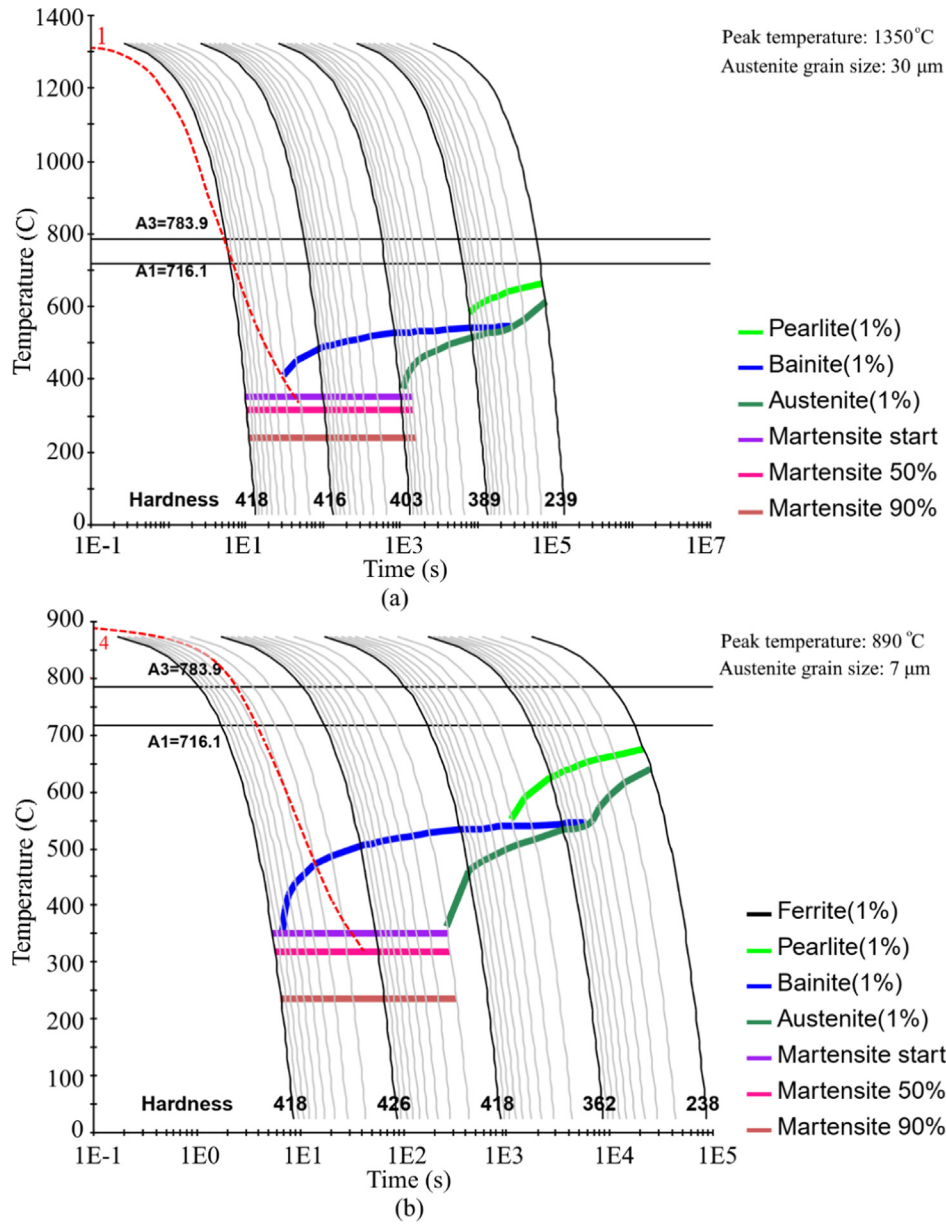 1400
1200
1000
800
600
400
200
0
Temperature (C)
1
Peak temperature: 1350°C
Austenite grain size: 30 μm
A3=783.9
A1=716.1
Pearlite(1%)
Bainite(1%)
Austenite(1%)
Martensite start
Martensite 50%
Martensite 90%
Hardness 418 416 403 389 239
1E-1 1E1 1E3 1E5 1E7
Time (s)
(a)
900
800
700
600
500
400
300
200
100
0
Temperature (C)
4
Peak temperature: 890 °C
Austenite grain size: 7 μm
A3=783.9
A1=716.1
Ferrite(1%)
Pearlite(1%)
Bainite(1%)
Austenite(1%)
Martensite start
Martensite 50%
Martensite 90%
Hardness 418 426 418 362 238
1E-1 1E0 1E1 1E2 1E3 1E4 1E5
Time (s)
(b)